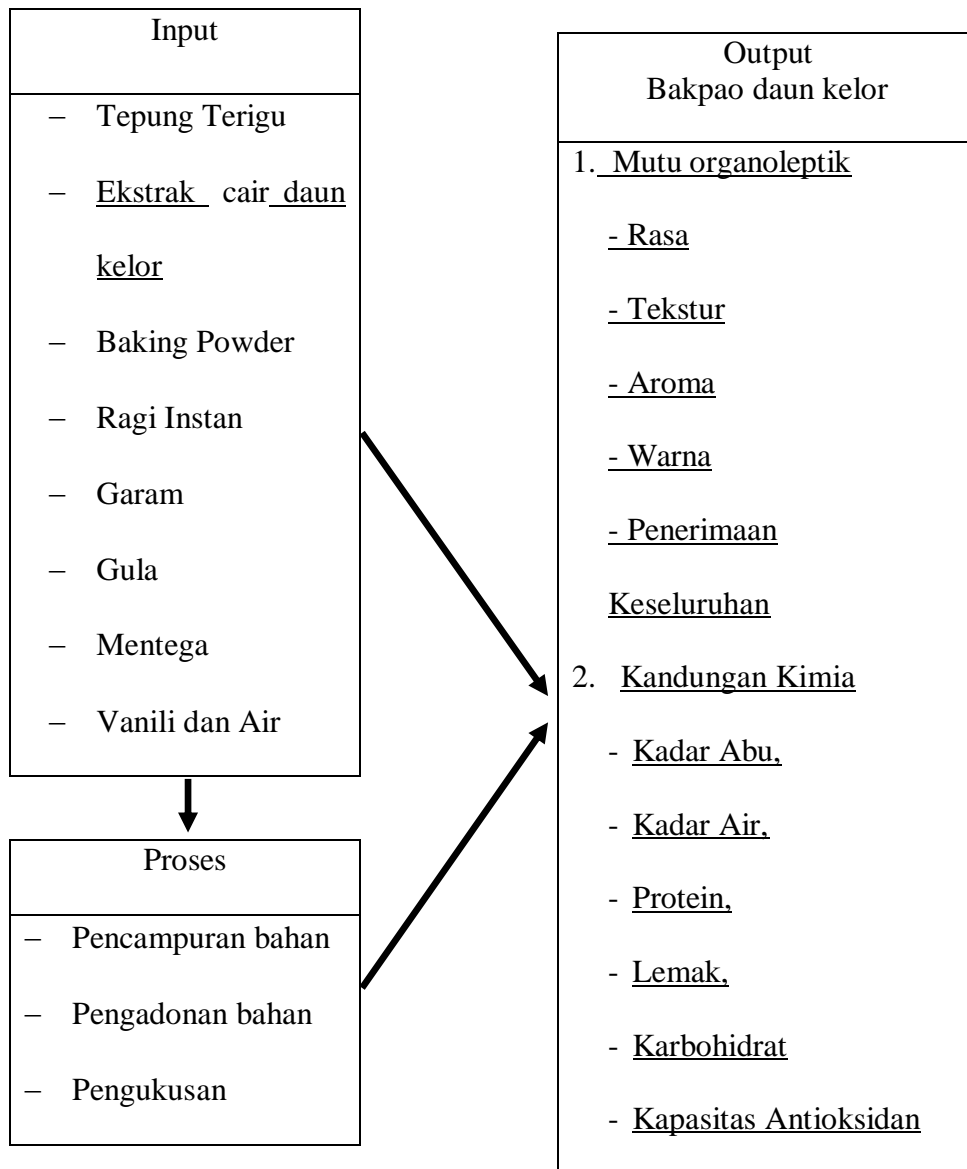 Input
– Tepung Terigu
– Ekstrak cair daun
kelor
– Baking Powder
– Ragi Instan
– Garam
– Gula
– Mentega
– Vanili dan Air
Proses
– Pencampuran bahan
– Pengadonan bahan
– Pengukusan
Output
Bakpao daun kelor
1. Mutu organoleptik
- Rasa
- Tekstur
- Aroma
- Warna
- Penerimaan
Keseluruhan
2. Kandungan Kimia
- Kadar Abu,
- Kadar Air,
- Protein,
- Lemak,
- Karbohidrat
- Kapasitas Antioksidan